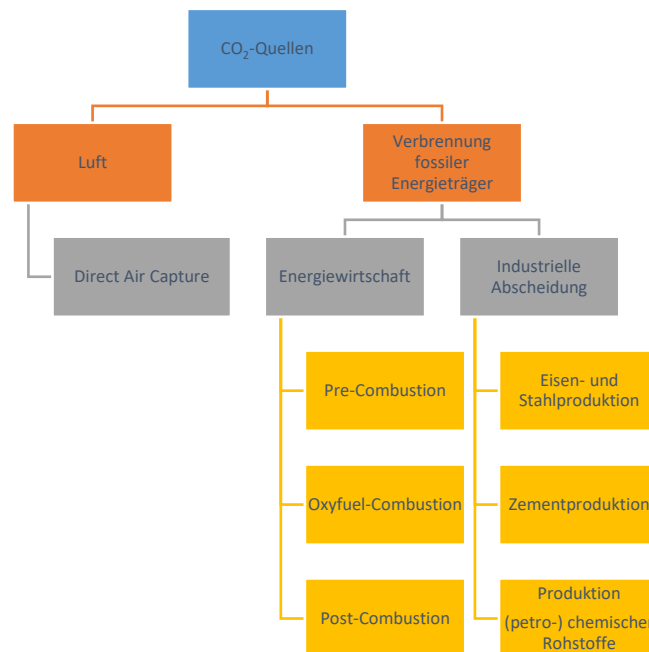 CO₂-Quellen
Luft
Verbrennung
fossiler
Energieträger
Direct Air Capture
Energiewirtschaft
Industrielle
Abscheidung
Pre-Combustion
Eisen- und
Stahlproduktion
Oxyfuel-Combustion
Zementproduktion
Post-Combustion
Produktion
(petro-) chemischer
Rohstoffe